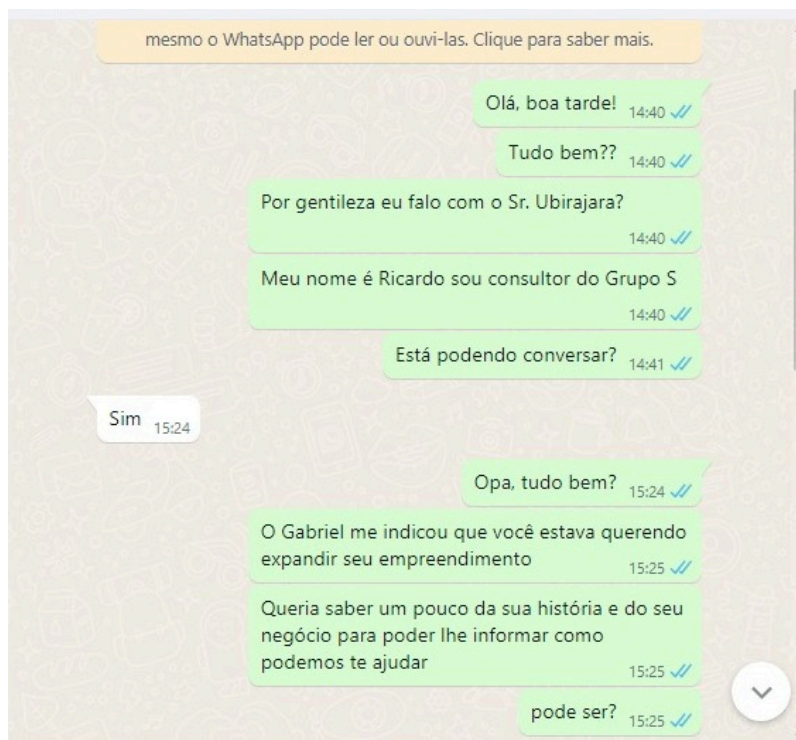 mesmo o WhatsApp pode ler ou ouvi-las. Clique para saber mais.
Olá, boa tarde! 14:40
Tudo bem?? 14:40
Por gentileza eu falo com o Sr. Ubirajara?
14:40
Meu nome é Ricardo sou consultor do Grupo S
14:40
Está podendo conversar? 14:41
Sim 15:24
Opa, tudo bem? 15:24
O Gabriel me indicou que você estava querendo
expandir seu empreendimento 15:25
Queria saber um pouco da sua história e do seu
negócio para poder lhe informar como
podemos te ajudar 15:25
pode ser? 15:25